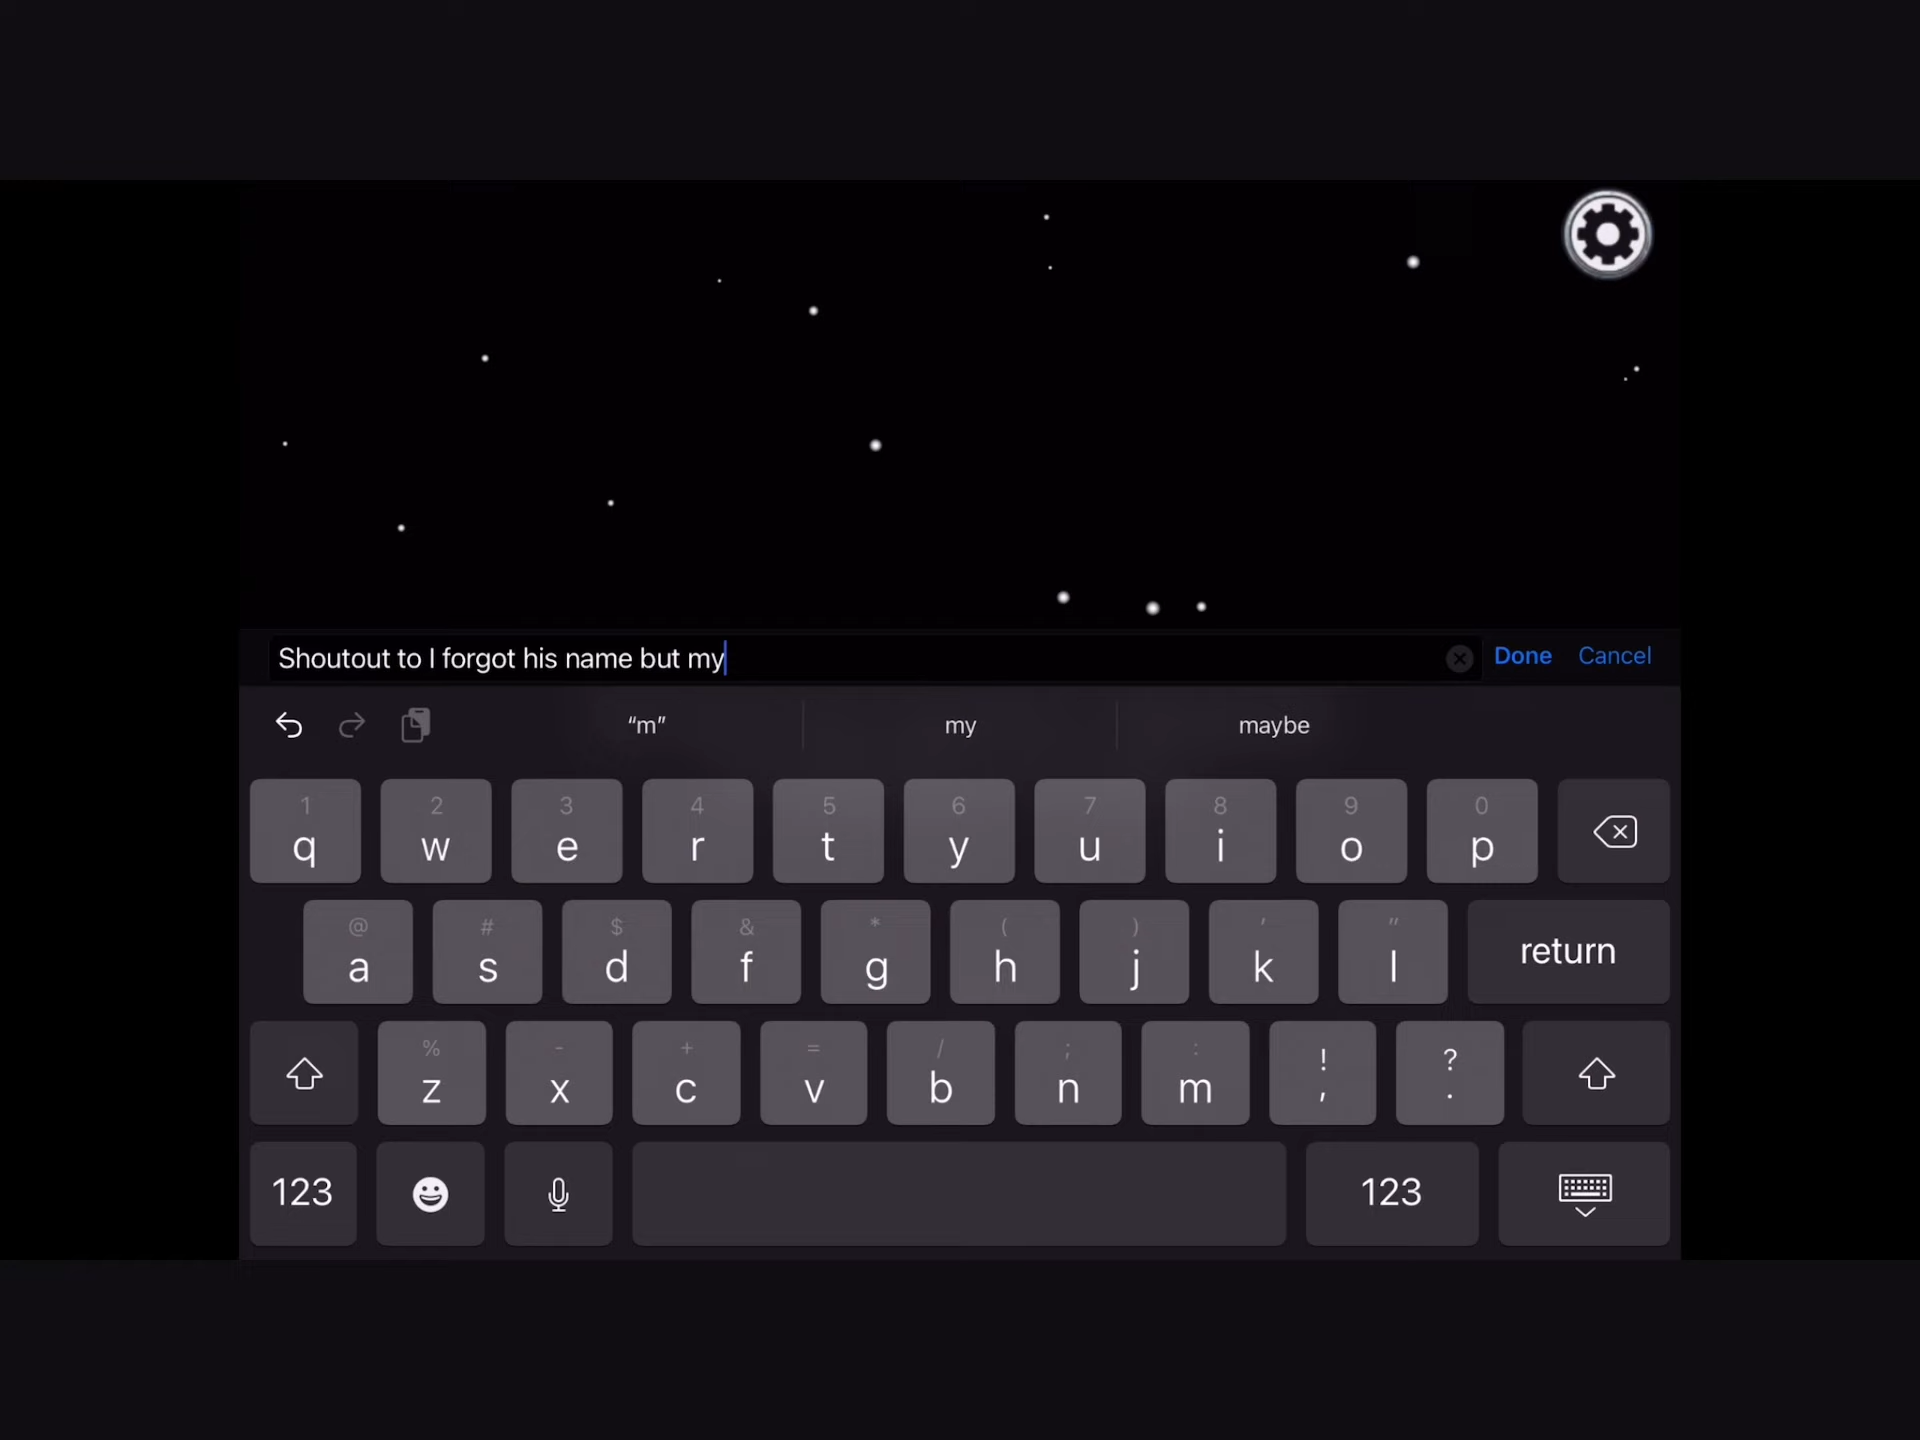 Shoutout to I forgot his name but my
Done Cancel
“m” my maybe
1 2 3 4 5 6 7 8 9 0
q w e r t y u i o p
@ # $ & * ( ) ' "
a s d f g h j k l return
% - + = / ; : ! ?
z x c v b n m , .
123 123